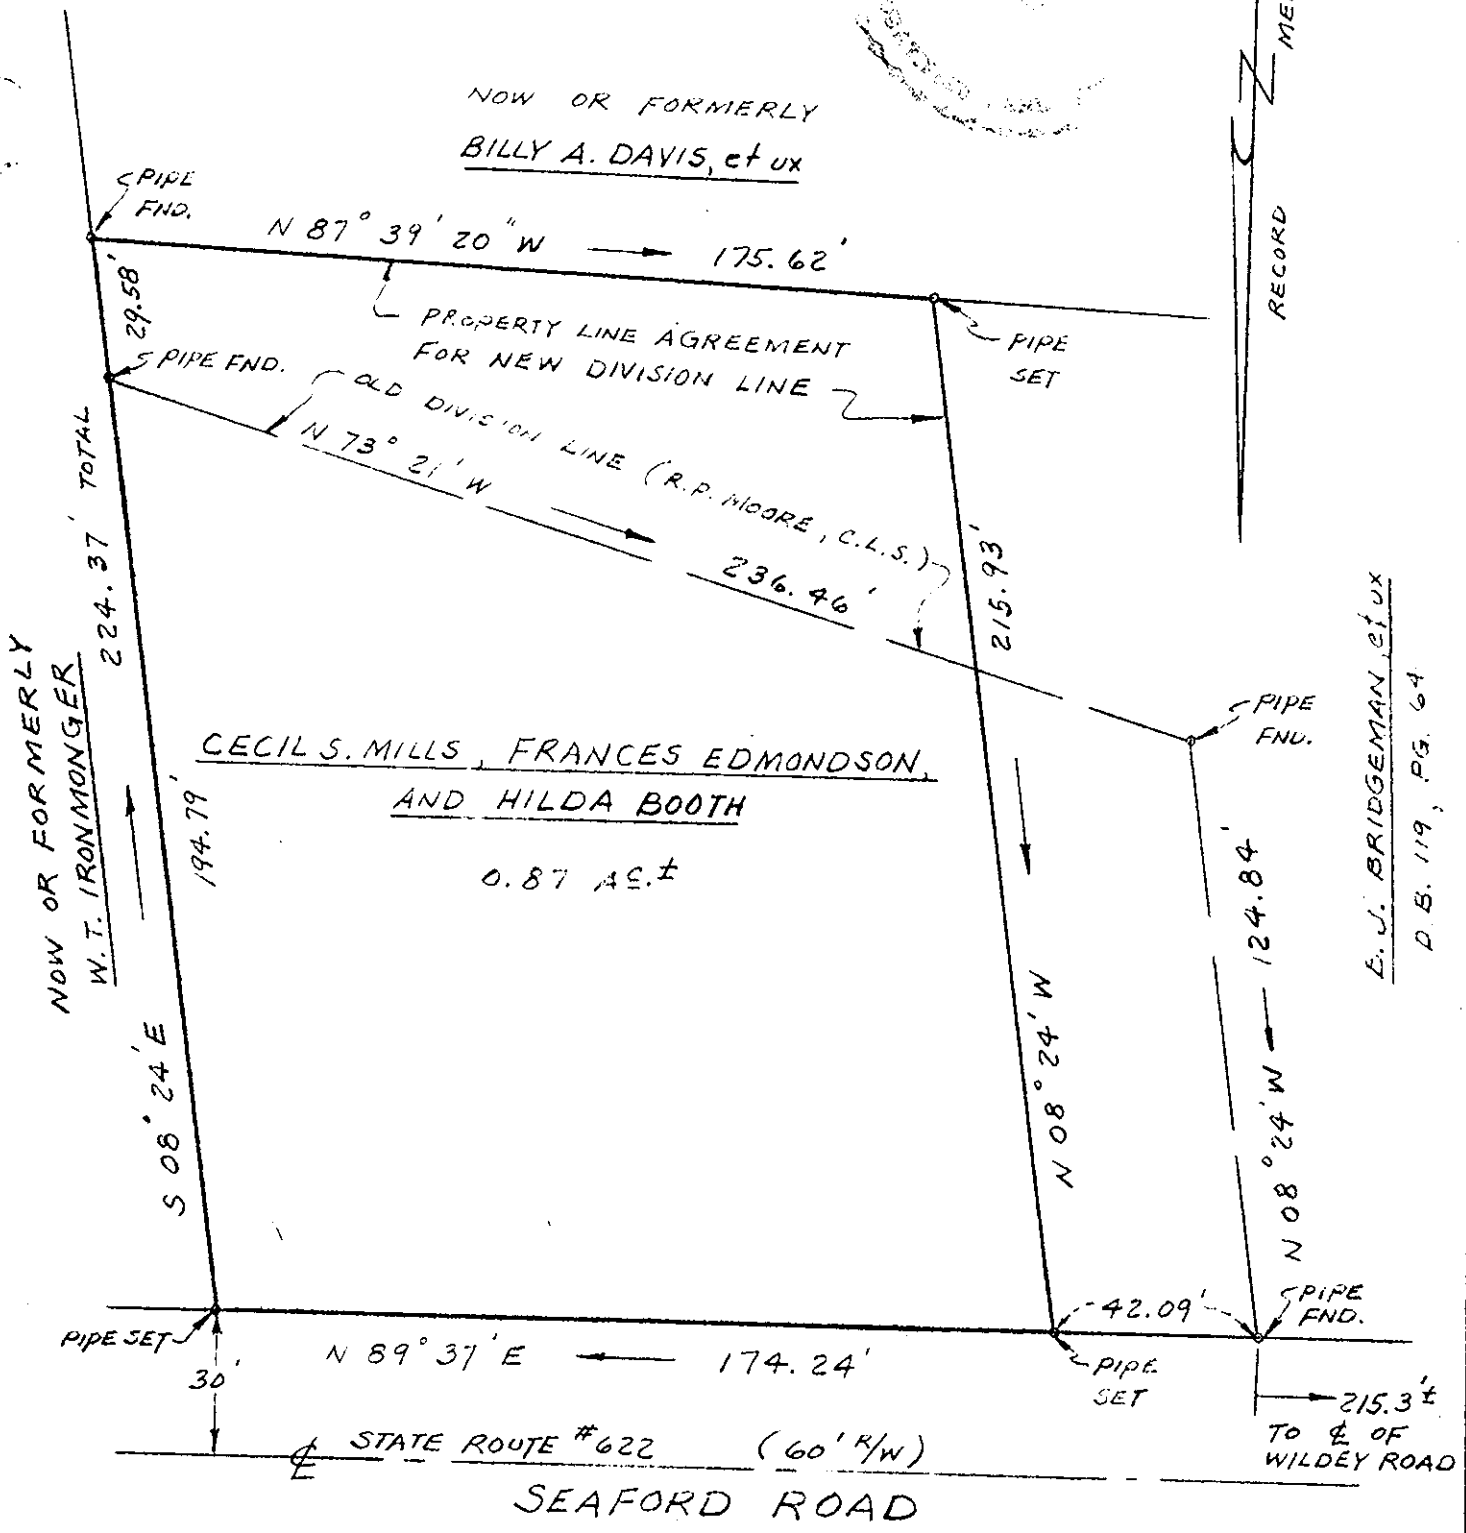 NOW OR FORMERLY
BILLY A. DAVIS, et ux
PIPE
FND.
N 87° 39' 20" W
175.62'
29.58'
PIPE FND.
PROPERTY LINE AGREEMENT
FOR NEW DIVISION LINE
PIPE
SET
OLD DIVISION LINE (R.P. MOORE, C.L.S.)
N 73° 21' W
236.46'
215.93'
RECORD
N
224.37' TOTAL
NOW OR FORMERLY
W. T. IRONMONGER
194.79'
S 08° 24' E
CECIL S. MILLS, FRANCES EDMONDSON,
AND HILDA BOOTH
0.87 AC.±
N 08° 24' W
PIPE
FND.
124.84'
N 08° 24' W
E. J. BRIDGEMAN, et ux
D.B. 119, PG. 64
PIPE SET
30'
N 89° 37' E
174.24'
42.09'
PIPE
SET
PIPE
FND.
215.3'±
TO ℄ OF
WILDEY ROAD
℄ STATE ROUTE #622 (60' R/W)
SEAFORD ROAD